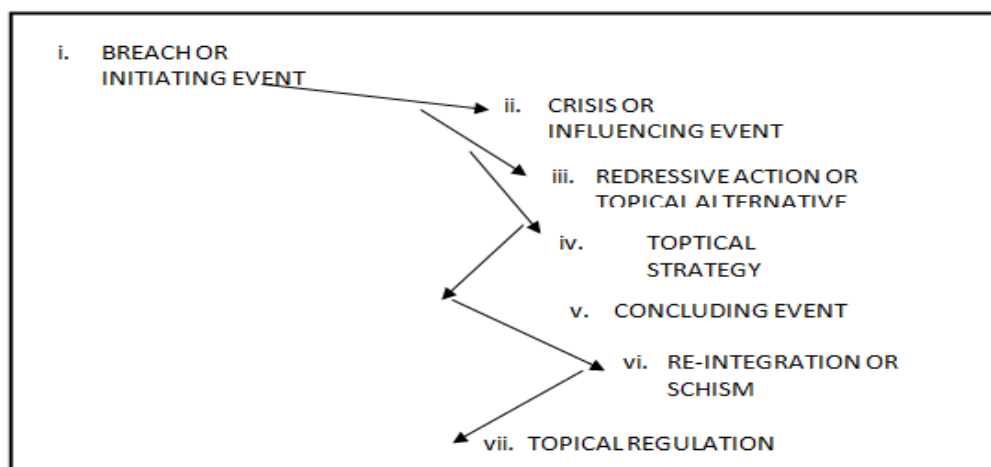 i. BREACH OR
INITIATING EVENT
ii. CRISIS OR
INFLUENCING EVENT
iii. REDRESSIVE ACTION OR
TOPICAL ALTERNATIVE
iv. TOPTICAL
STRATEGY
v. CONCLUDING EVENT
vi. RE-INTEGRATION OR
SCHISM
vii. TOPICAL REGULATION